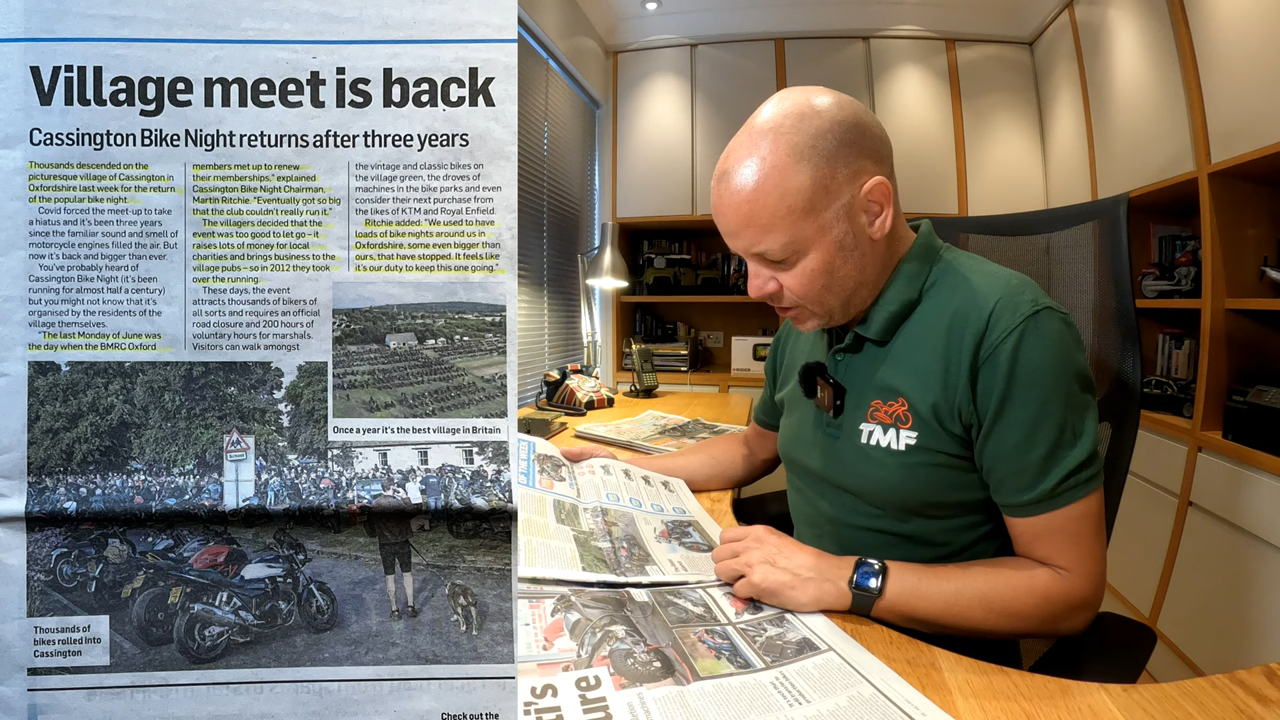 Village meet is back
Cassington Bike Night returns after three years
Thousands descended on the
picturesque village of Cassington in
Oxfordshire last week for the return
of the popular bike night.
Covid forced the meet-up to take
a hiatus and it's been three years
since the familiar sound and smell of
motorcycle engines filled the air. But
now it's back and bigger than ever.
You've probably heard of
Cassington Bike Night (it's been
running for almost half a century)
but you might not know that it's
organised by the residents of the
village themselves.
"The last Monday of June was
the day when the BMRC Oxford
members met up to renew
their memberships," explained
Cassington Bike Night Chairman,
Martin Ritchie. "Eventually got so big
that the club couldn't really run it."
The villagers decided that the
event was too good to let go – it
raises lots of money for local
charities and brings business to the
village pubs – so in 2012 they took
over the running.
These days, the event
attracts thousands of bikers of
all sorts and requires an official
road closure and 200 hours of
voluntary hours for marshals.
Visitors can walk amongst
the vintage and classic bikes on
the village green, the droves of
machines in the bike parks and even
consider their next purchase from
the likes of KTM and Royal Enfield.
Ritchie added: "We used to have
loads of bike nights around us in
Oxfordshire, some even bigger than
ours, that have stopped. It feels like
it's our duty to keep this one going."
Once a year it's the best village in Britain
School
Thousands of
bikes rolled into
Cassington
Check out the
TMF
OF THE WEEK
ti's
ure